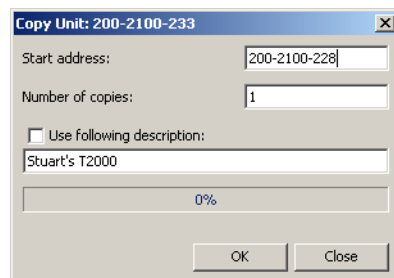 Copy Unit: 200-2100-233
Start address: 200-2100-228
Number of copies: 1
Use following description:
Stuart's T2000
0%
OK Close